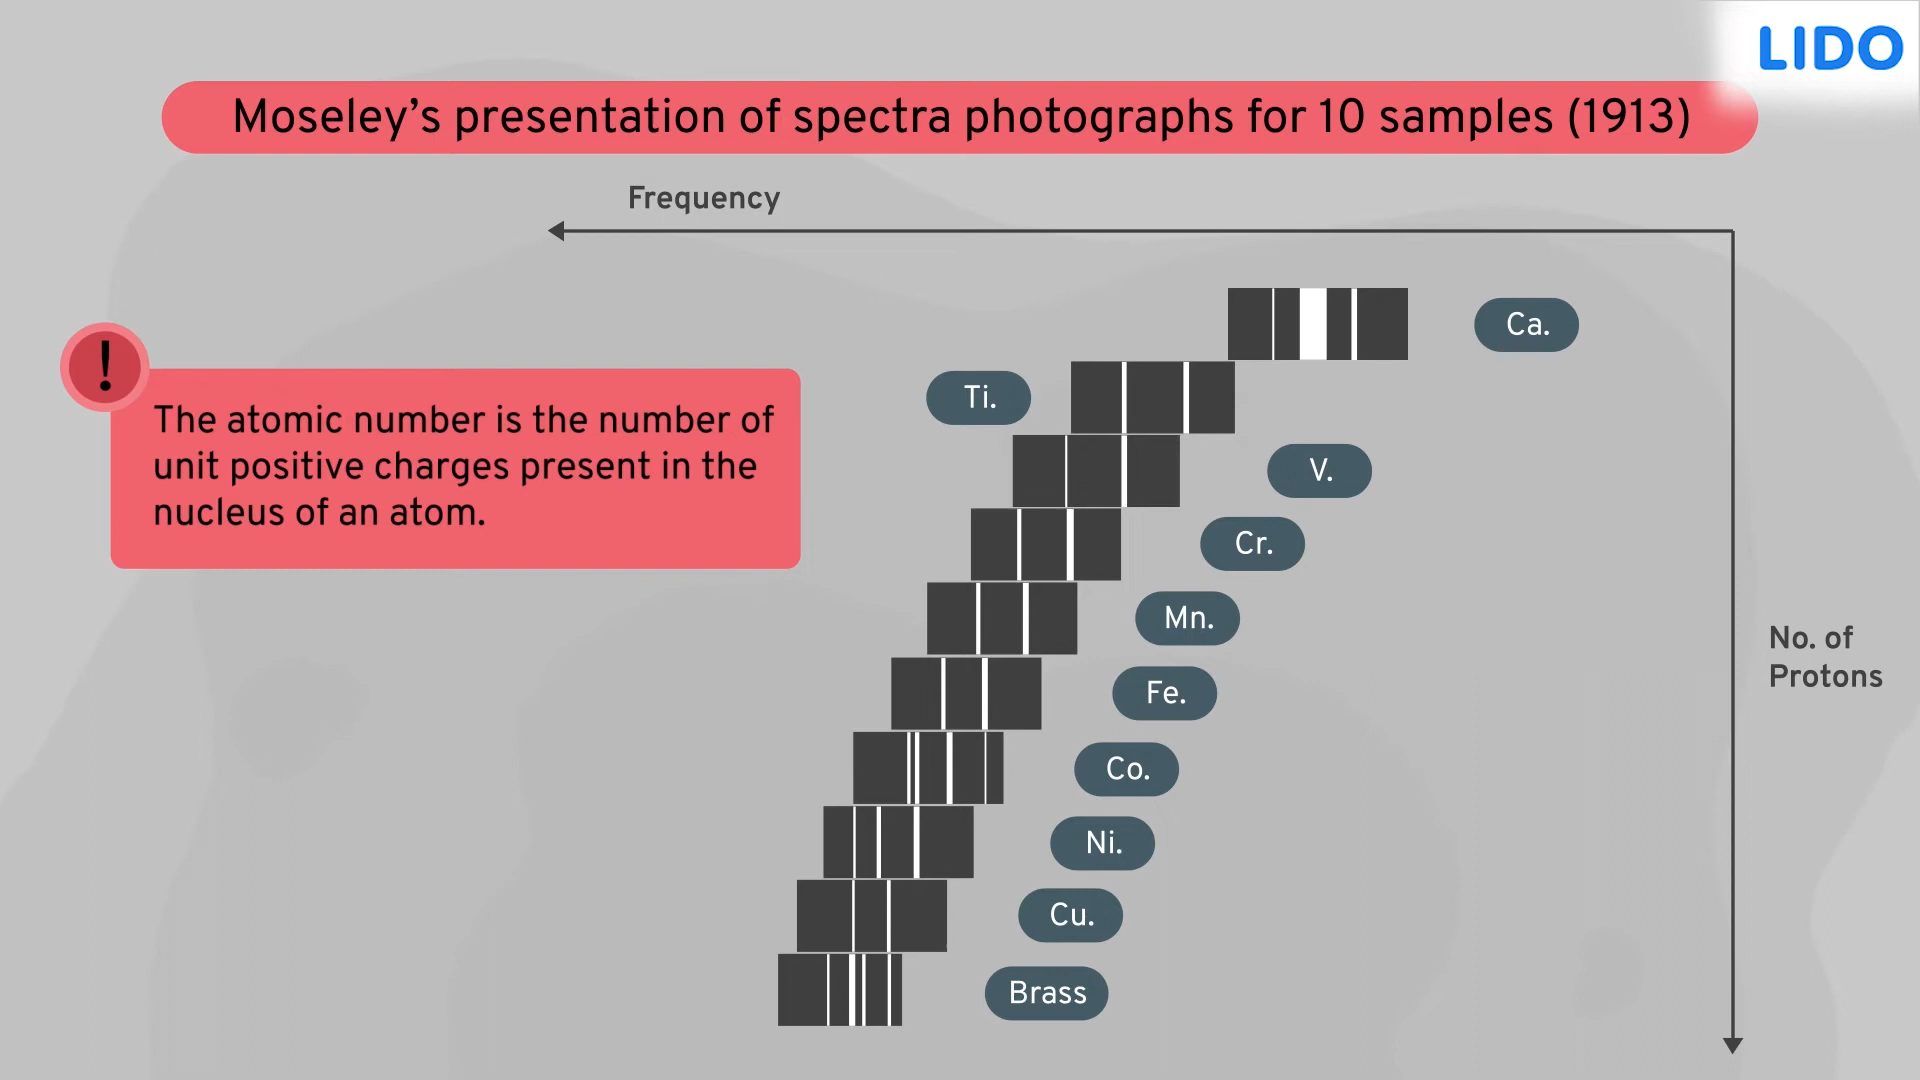 LIDO
Moseley’s presentation of spectra photographs for 10 samples (1913)
Frequency
Ca.
Ti.
!
The atomic number is the number of
unit positive charges present in the
nucleus of an atom.
V.
Cr.
Mn.
No. of
Protons
Fe.
Co.
Ni.
Cu.
Brass